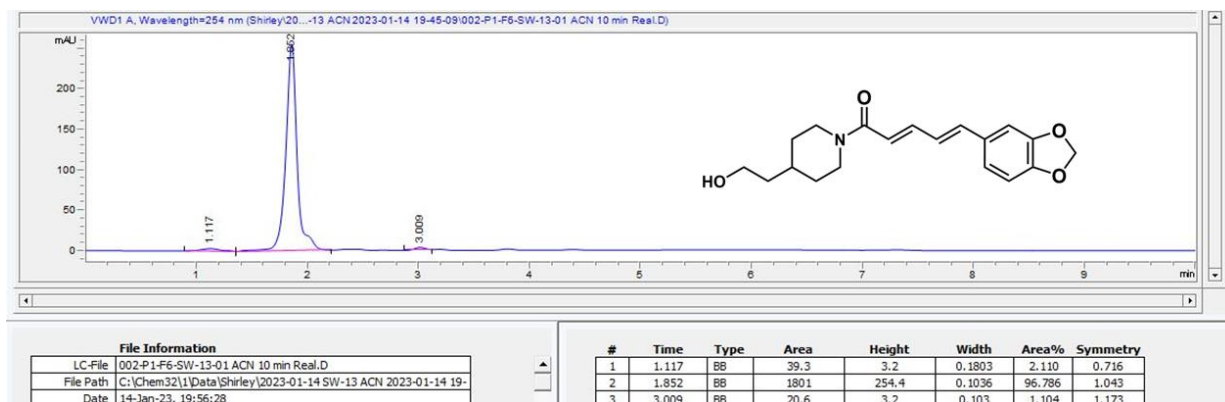 VWD1 A, Wavelength=254 nm (Shirley\20...-13 ACN 2023-01-14 19-45-09\002-P1-F6-SW-13-01 ACN 10 min Real.D)
mAU
200
150
100
50
0
1.117
1.852
3.009
1 2 3 4 5 6 7 8 9 min
O
N
HO
O
O
File Information
LC-File 002-P1-F6-SW-13-01 ACN 10 min Real.D
File Path C:\Chem32\1\Data\Shirley\2023-01-14 SW-13 ACN 2023-01-14 19-
Date 14-Jan-23, 19:56:28
# Time Type Area Height Width Area% Symmetry
1 1.117 BB 39.3 3.2 0.1803 2.110 0.716
2 1.852 BB 1801 254.4 0.1036 96.786 1.043
3 3.009 BB 20.6 3.2 0.103 1.104 1.173